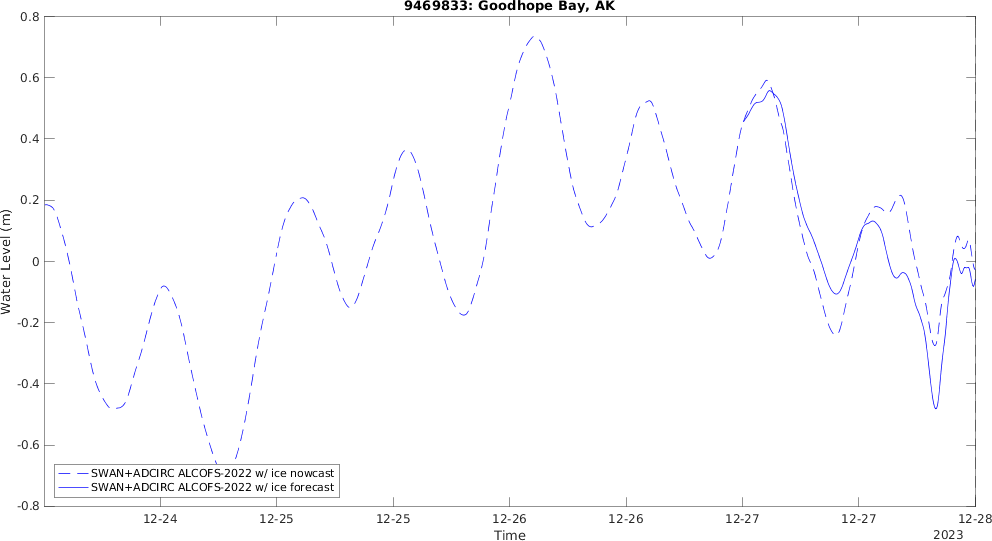 9469833: Goodhope Bay, AK
Water Level (m)
0.8
0.6
0.4
0.2
0
-0.2
-0.4
-0.6
-0.8
SWAN+ADCIRC ALCOFS-2022 w/ ice nowcast
SWAN+ADCIRC ALCOFS-2022 w/ ice forecast
12-24 12-25 12-25 12-26 12-26 12-27 12-27 12-28
Time
2023